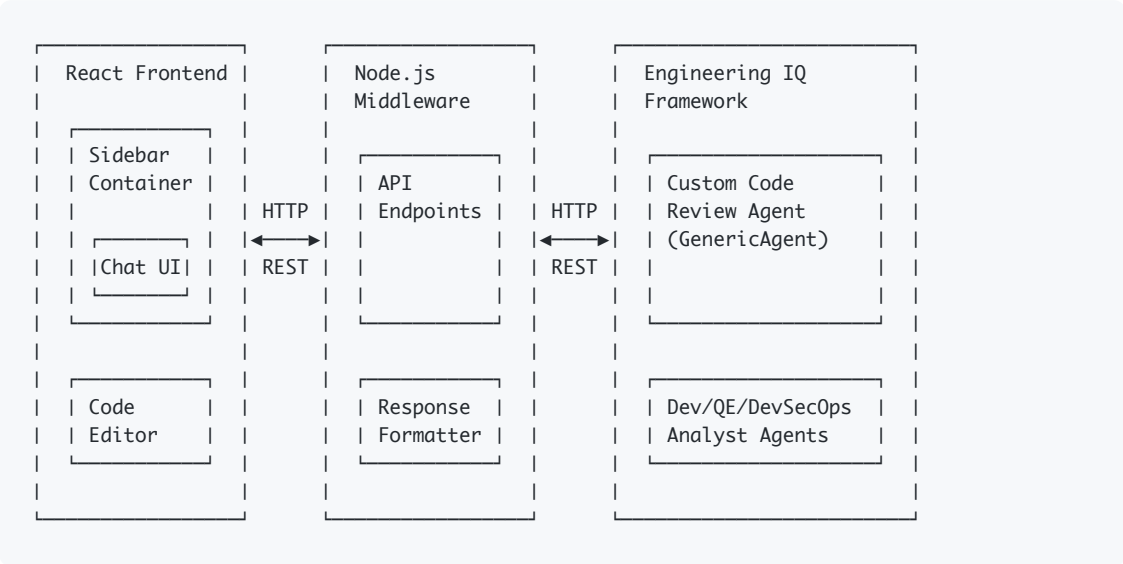 React Frontend
Node.js
Middleware
Engineering IQ
Framework
Sidebar
Container
Chat UI
Code
Editor
HTTP
REST
API
Endpoints
Response
Formatter
HTTP
REST
Custom Code
Review Agent
(GenericAgent)
Dev/QE/DevSecOps
Analyst Agents